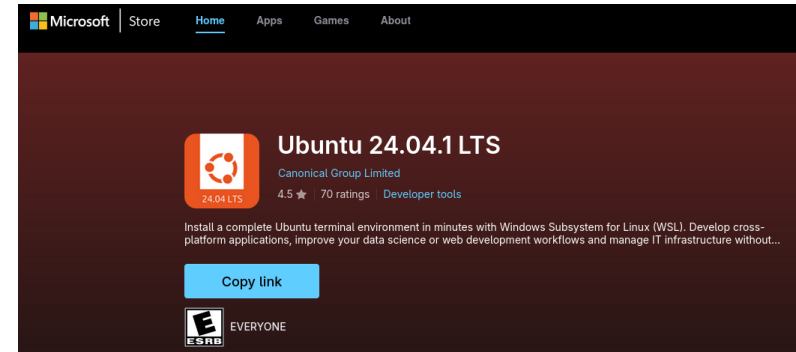 Microsoft Store Home Apps Games About
Ubuntu 24.04.1 LTS
Canonical Group Limited
24.04 LTS
4.5 ★ 70 ratings Developer tools
Install a complete Ubuntu terminal environment in minutes with Windows Subsystem for Linux (WSL). Develop cross-
platform applications, improve your data science or web development workflows and manage IT infrastructure without...
Copy link
E
ESRB
EVERYONE